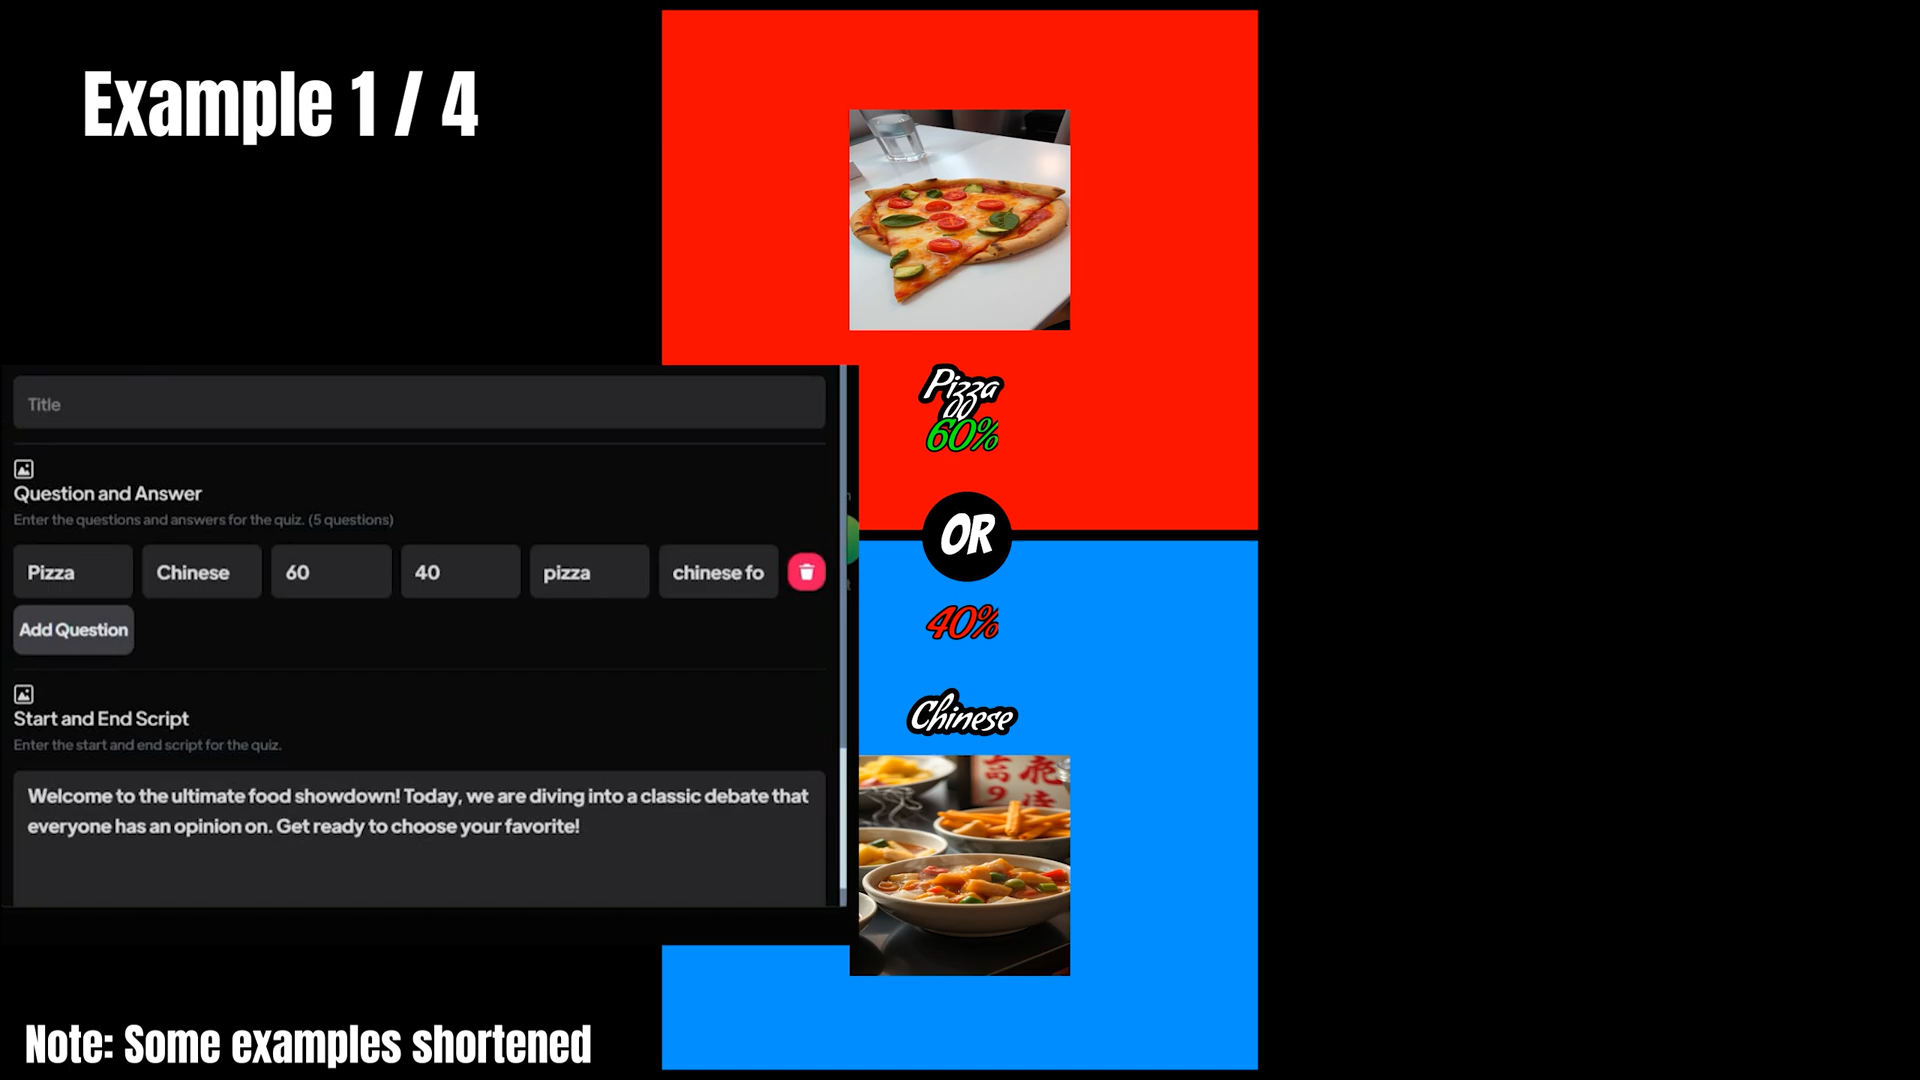 Example 1 / 4
Title
Question and Answer
Enter the questions and answers for the quiz. (5 questions)
Pizza
Chinese
60
40
pizza
chinese fo
Add Question
Start and End Script
Enter the start and end script for the quiz.
Welcome to the ultimate food showdown! Today, we are diving into a classic debate that
everyone has an opinion on. Get ready to choose your favorite!
Note: Some examples shortened
Pizza
60%
OR
40%
Chinese